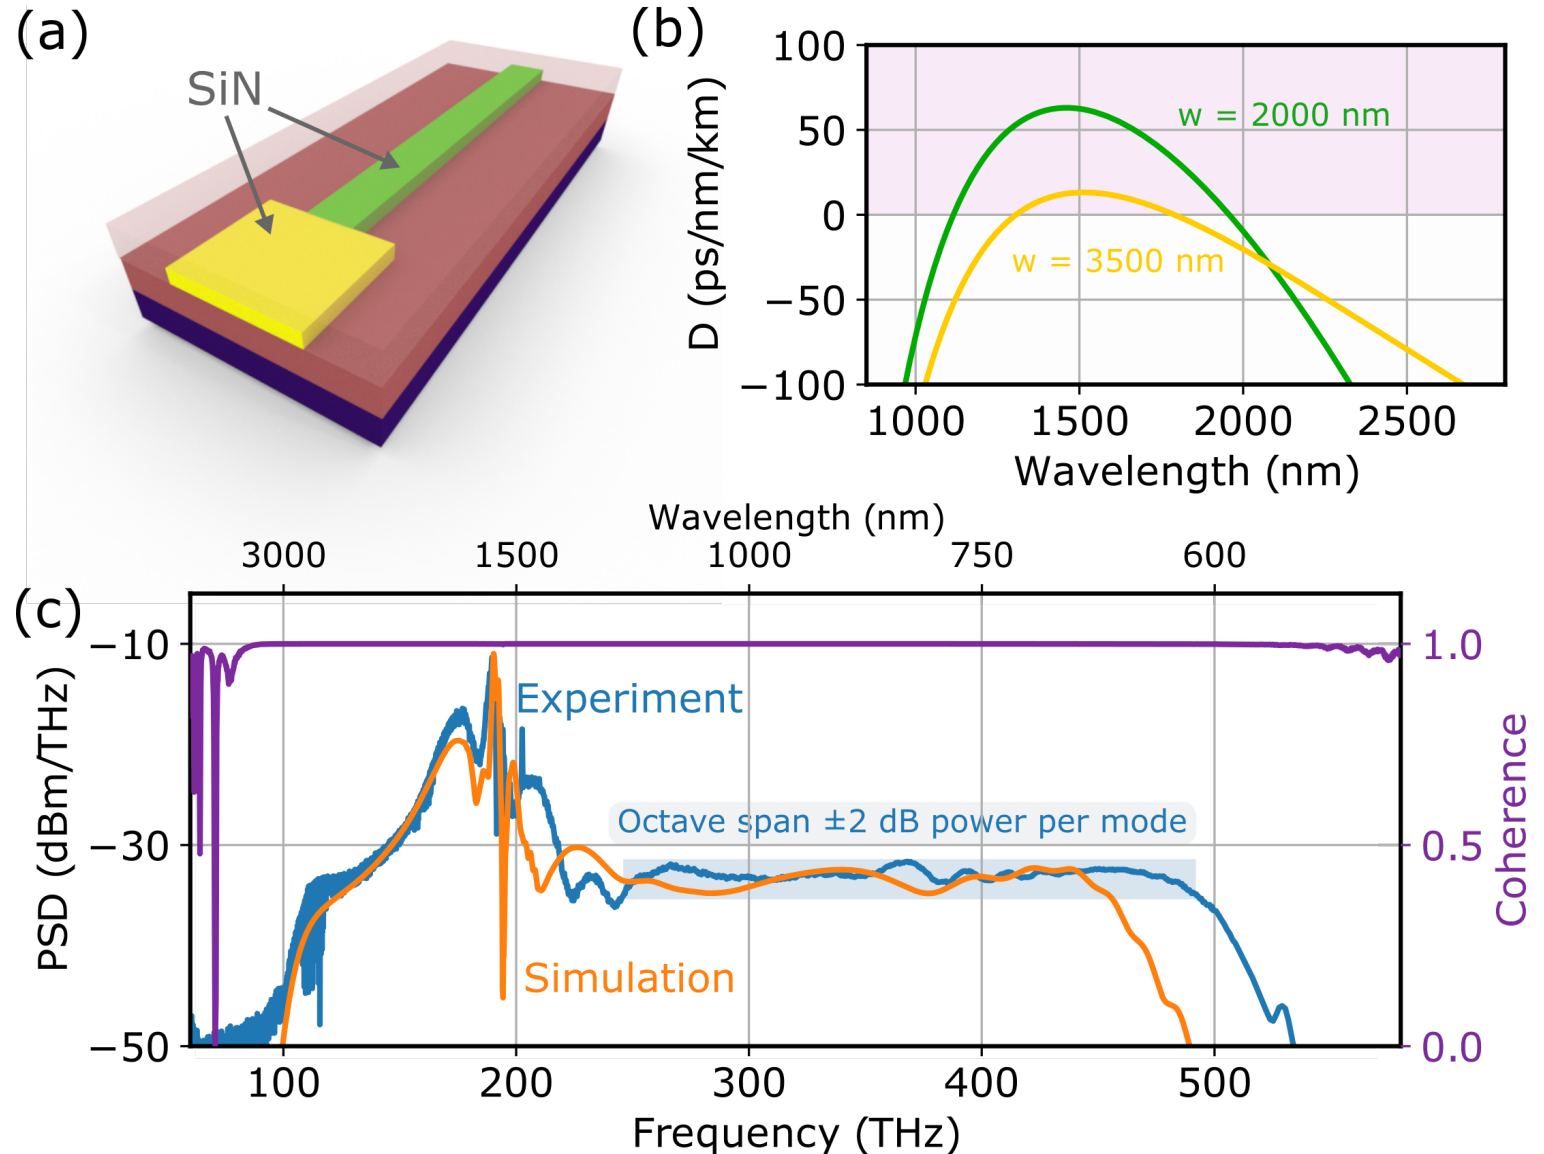 (a)
SiN
(b)
D (ps/nm/km)
100
50
0
−50
−100
w = 2000 nm
w = 3500 nm
1000 1500 2000 2500
Wavelength (nm)
(c)
Wavelength (nm)
3000 1500 1000 750 600
PSD (dBm/THz)
−10
−30
−50
Experiment
Octave span ±2 dB power per mode
Simulation
1.0
0.5
0.0
Coherence
100 200 300 400 500
Frequency (THz)